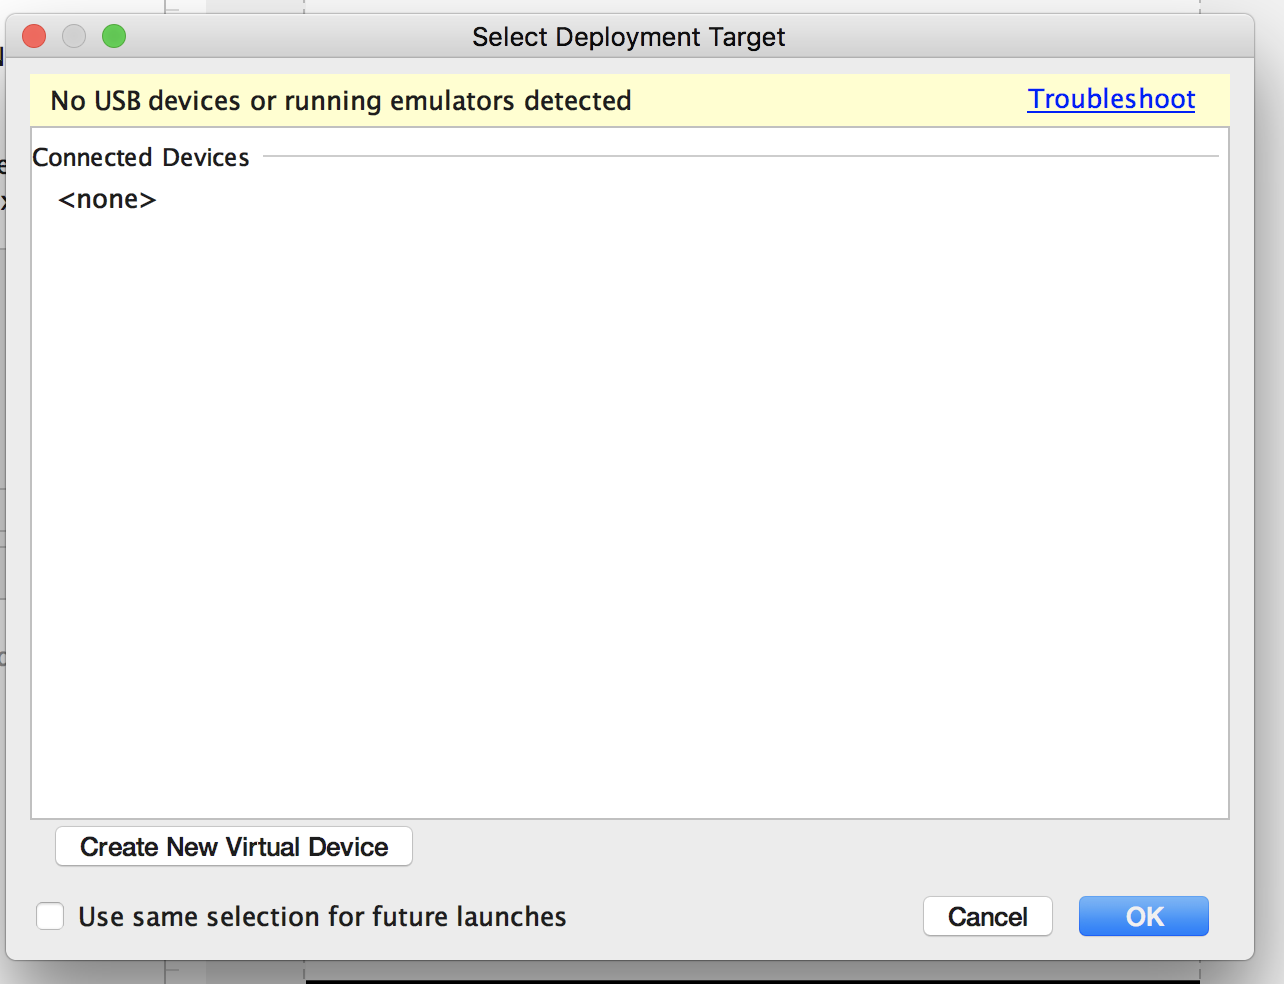 Select Deployment Target
No USB devices or running emulators detected
Troubleshoot
Connected Devices
<none>
Create New Virtual Device
Use same selection for future launches
Cancel
OK